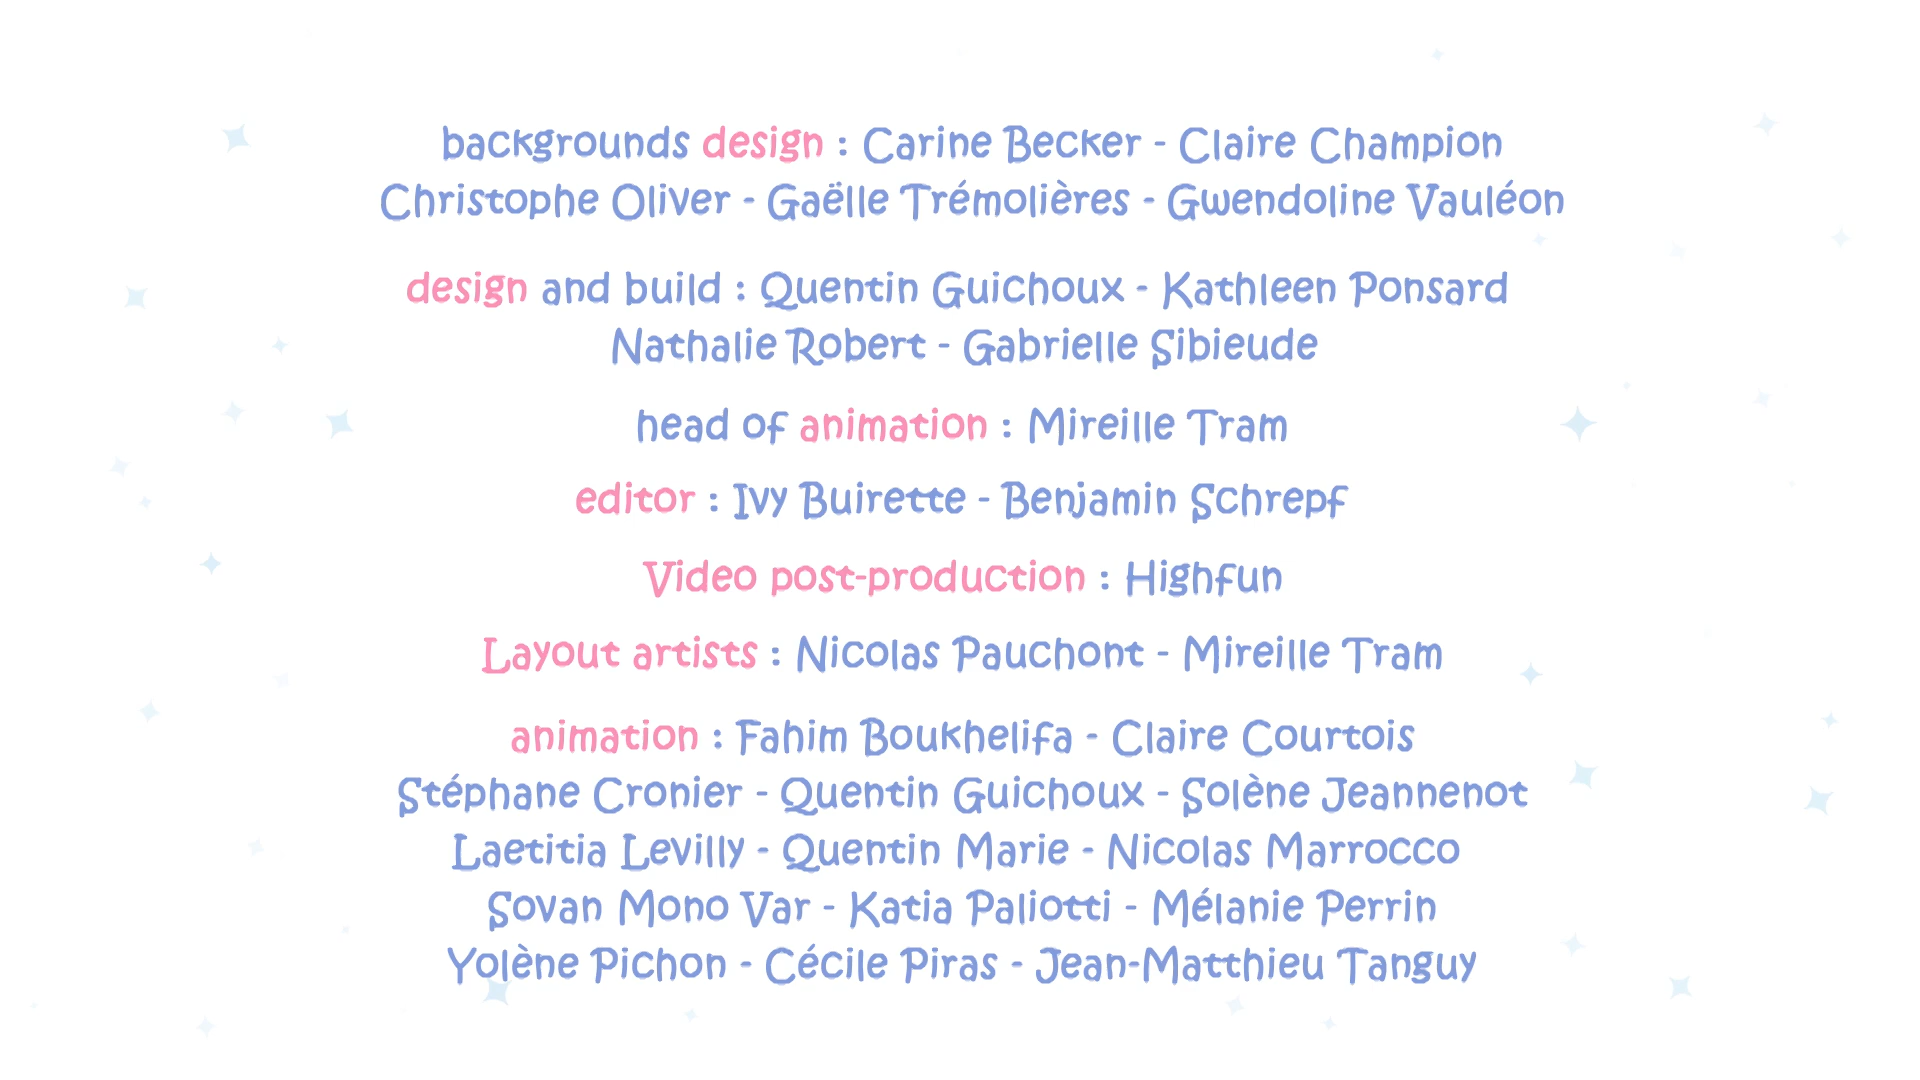 backgrounds design : Carine Becker - Claire Champion
Christophe Oliver - Gaëlle Trémolières - Gwendoline Vauléon
design and build : Quentin Guichoux - Kathleen Ponsard
Nathalie Robert - Gabrielle Sibieude
head of animation : Mireille Tram
editor : Ivy Buirette - Benjamin Schrepf
Video post-production : Highfun
Layout artists : Nicolas Pauchont - Mireille Tram
animation : Fahim Boukhelifa - Claire Courtois
Stéphane Cronier - Quentin Guichoux - Solène Jeannenot
Laetitia Levilly - Quentin Marie - Nicolas Marrocco
Sovan Mono Var - Katia Paliotti - Mélanie Perrin
Yolène Pichon - Cécile Piras - Jean-Matthieu Tanguy